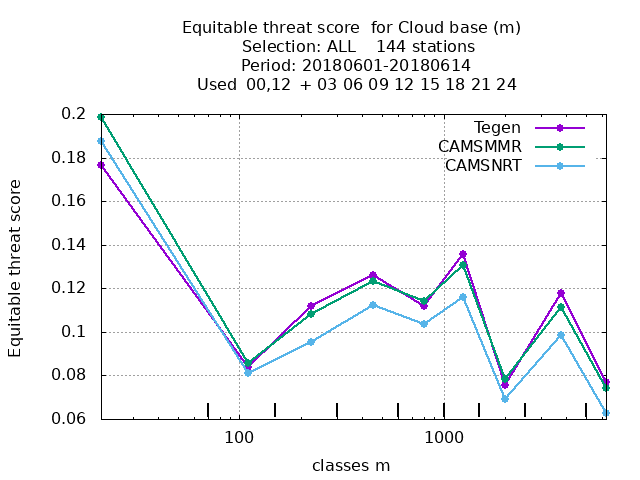 Equitable threat score  for Cloud base (m)
Selection: ALL    144 stations
Period: 20180601-20180614
Used  00,12  + 03 06 09 12 15 18 21 24
Equitable threat score
0.2
0.18
0.16
0.14
0.12
0.1
0.08
0.06
Tegen
CAMSMMR
CAMSNRT
100
1000
classes m